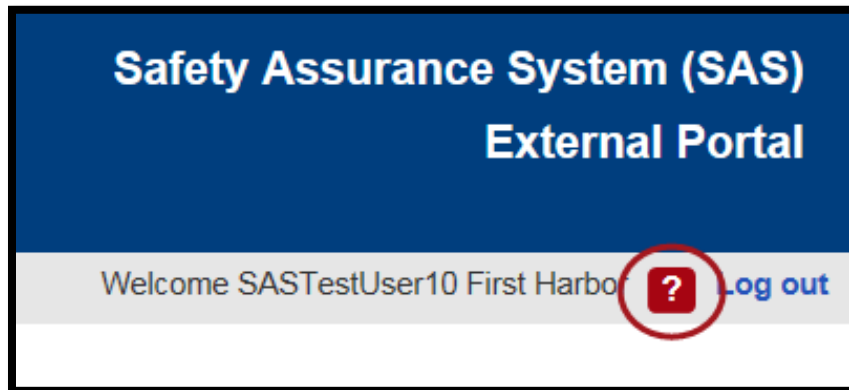 Safety Assurance System (SAS)
External Portal
Welcome SASTestUser10 First Harbor ? Log out